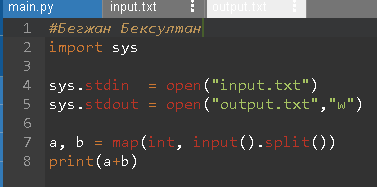 main.py input.txt output.txt
1 #Бегжан Бексултан
2 import sys
3
4 sys.stdin  = open("input.txt")
5 sys.stdout = open("output.txt","w")
6
7 a, b = map(int, input().split())
8 print(a+b)